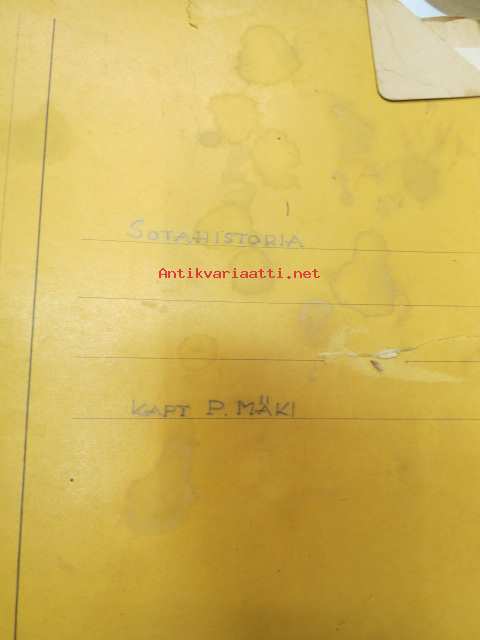 SOTAHISTORIA
Antikvariaatti.net
KAPT P. MÄKI